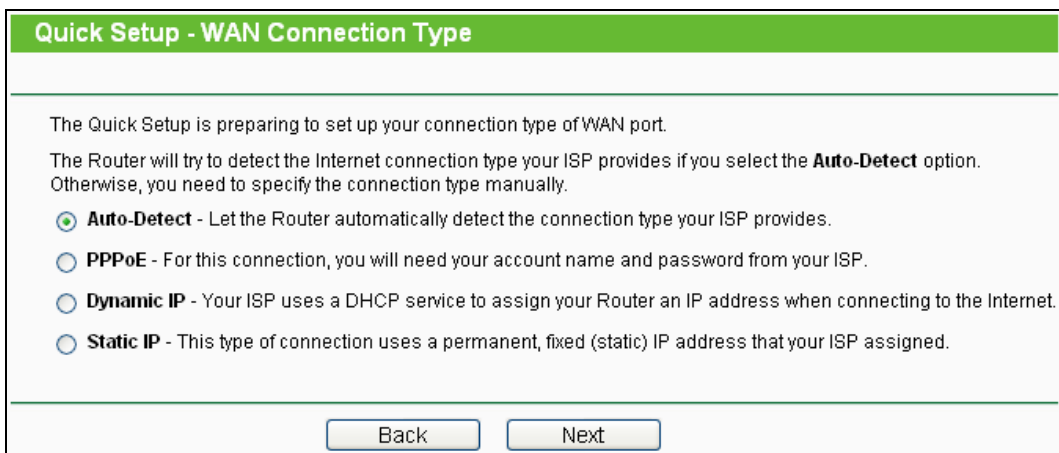 Quick Setup - WAN Connection Type
The Quick Setup is preparing to set up your connection type of WAN port.
The Router will try to detect the Internet connection type your ISP provides if you select the Auto-Detect option.
Otherwise, you need to specify the connection type manually.
Auto-Detect - Let the Router automatically detect the connection type your ISP provides.
PPPoE - For this connection, you will need your account name and password from your ISP.
Dynamic IP - Your ISP uses a DHCP service to assign your Router an IP address when connecting to the Internet.
Static IP - This type of connection uses a permanent, fixed (static) IP address that your ISP assigned.
Back Next